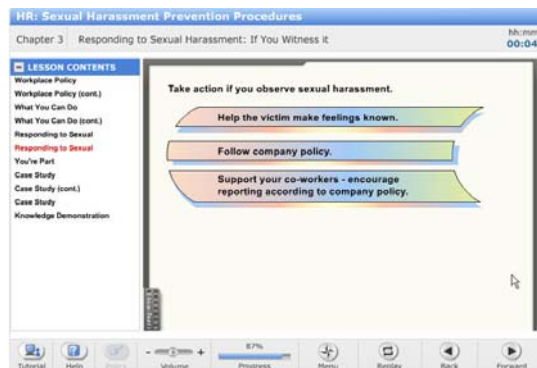 HR: Sexual Harassment Prevention Procedures
Chapter 3 Responding to Sexual Harassment: If You Witness it
hh:mm
00:04
LESSON CONTENTS
Workplace Policy
Workplace Policy (cont.)
What You Can Do
What You Can Do (cont.)
Responding to Sexual
Responding to Sexual
You're Part
Case Study
Case Study (cont.)
Case Study
Knowledge Demonstration
Take action if you observe sexual harassment.
Help the victim make feelings known.
Follow company policy.
Support your co-workers - encourage
reporting according to company policy.
- +
87%
Tutorial Help Policy Volume Progress Menu Replay Back Forward